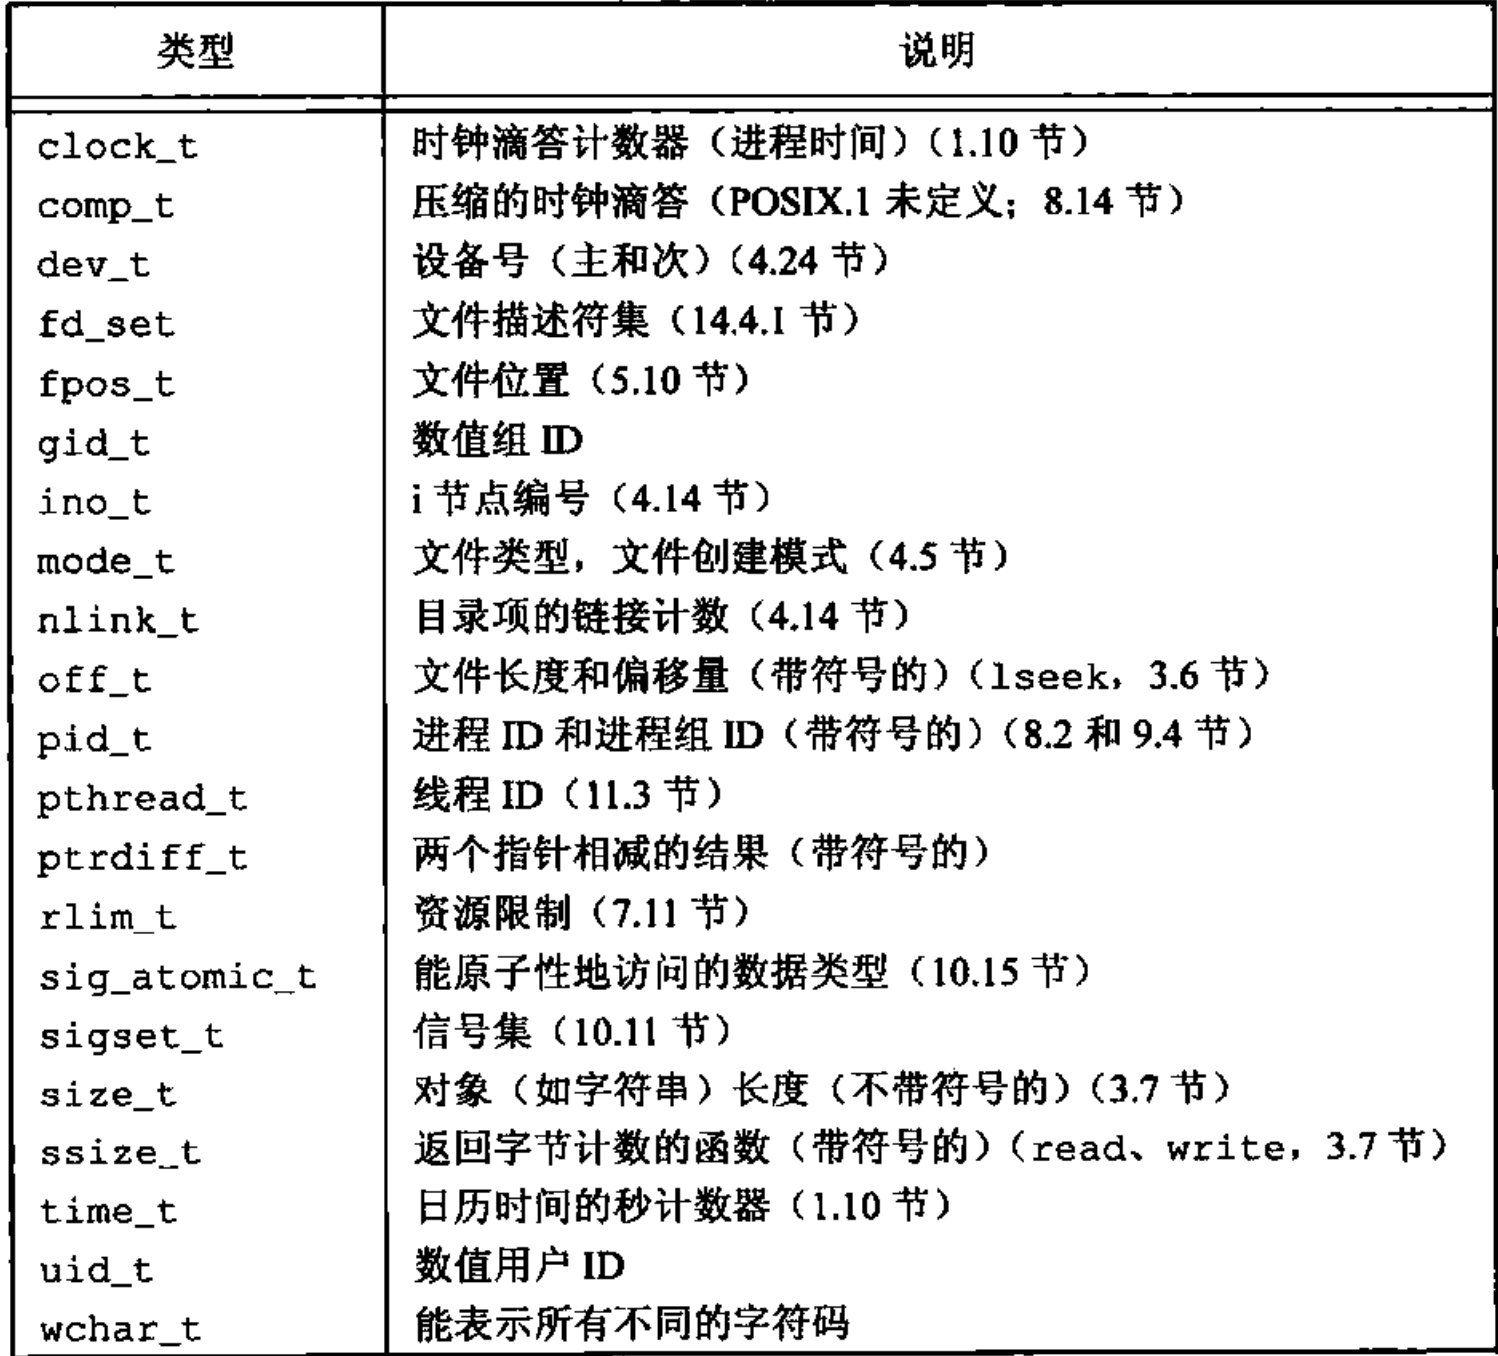 类型 说明
clock_t 时钟滴答计数器（进程时间）（1.10 节）
comp_t 压缩的时钟滴答（POSIX.1 未定义；8.14 节）
dev_t 设备号（主和次）（4.24 节）
fd_set 文件描述符集（14.4.1 节）
fpos_t 文件位置（5.10 节）
gid_t 数值组 ID
ino_t i 节点编号（4.14 节）
mode_t 文件类型，文件创建模式（4.5 节）
nlink_t 目录项的链接计数（4.14 节）
off_t 文件长度和偏移量（带符号的）（lseek，3.6 节）
pid_t 进程 ID 和进程组 ID（带符号的）（8.2 和 9.4 节）
pthread_t 线程 ID（11.3 节）
ptrdiff_t 两个指针相减的结果（带符号的）
rlim_t 资源限制（7.11 节）
sig_atomic_t 能原子性地访问的数据类型（10.15 节）
sigset_t 信号集（10.11 节）
size_t 对象（如字符串）长度（不带符号的）（3.7 节）
ssize_t 返回字节计数的函数（带符号的）（read、write，3.7 节）
time_t 日历时间的秒计数器（1.10 节）
uid_t 数值用户 ID
wchar_t 能表示所有不同的字符码